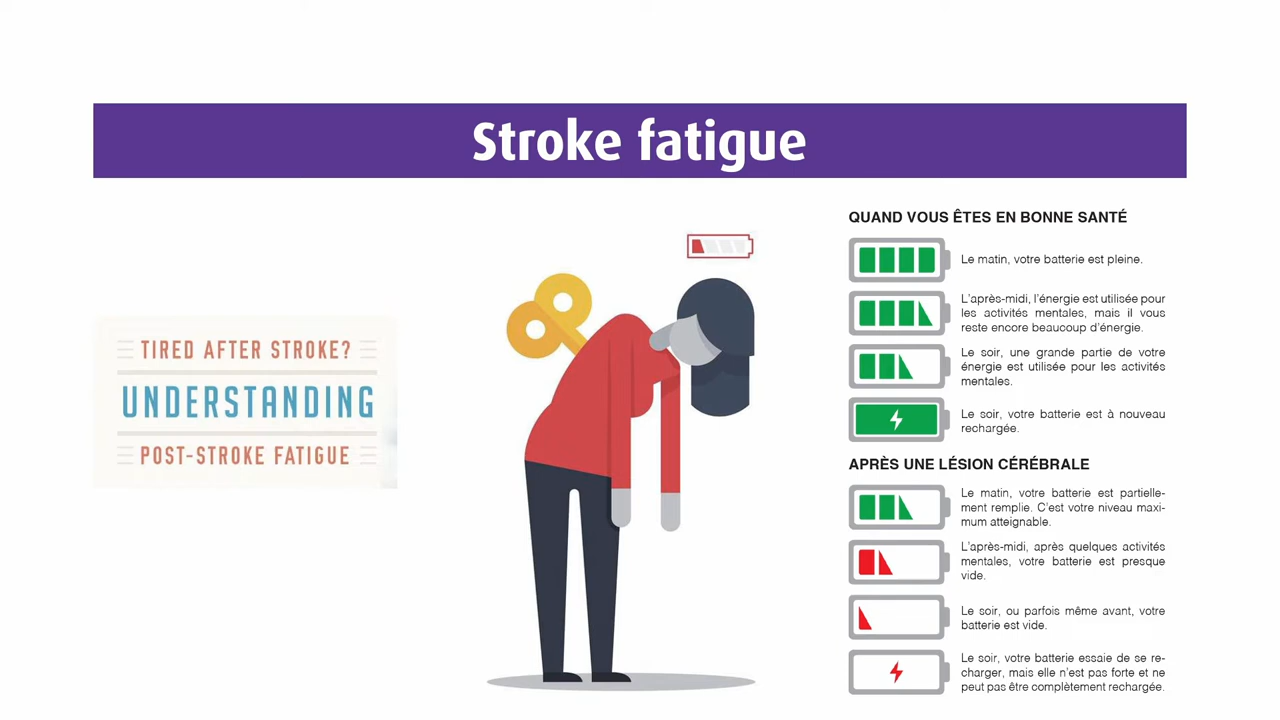 Stroke fatigue
TIRED AFTER STROKE?
UNDERSTANDING
POST-STROKE FATIGUE
QUAND VOUS ÊTES EN BONNE SANTÉ
Le matin, votre batterie est pleine.
L'après-midi, l'énergie est utilisée pour
les activités mentales, mais il vous
reste encore beaucoup d'énergie.
Le soir, une grande partie de votre
énergie est utilisée pour les activités
mentales.
Le soir, votre batterie est à nouveau
rechargée.
APRÈS UNE LÉSION CÉRÉBRALE
Le matin, votre batterie est partielle-
ment remplie. C'est votre niveau maxi-
mum atteignable.
L'après-midi, après quelques activités
mentales, votre batterie est presque
vide.
Le soir, ou parfois même avant, votre
batterie est vide.
Le soir, votre batterie essaie de se re-
charger, mais elle n'est pas forte et ne
peut pas être complètement rechargée.